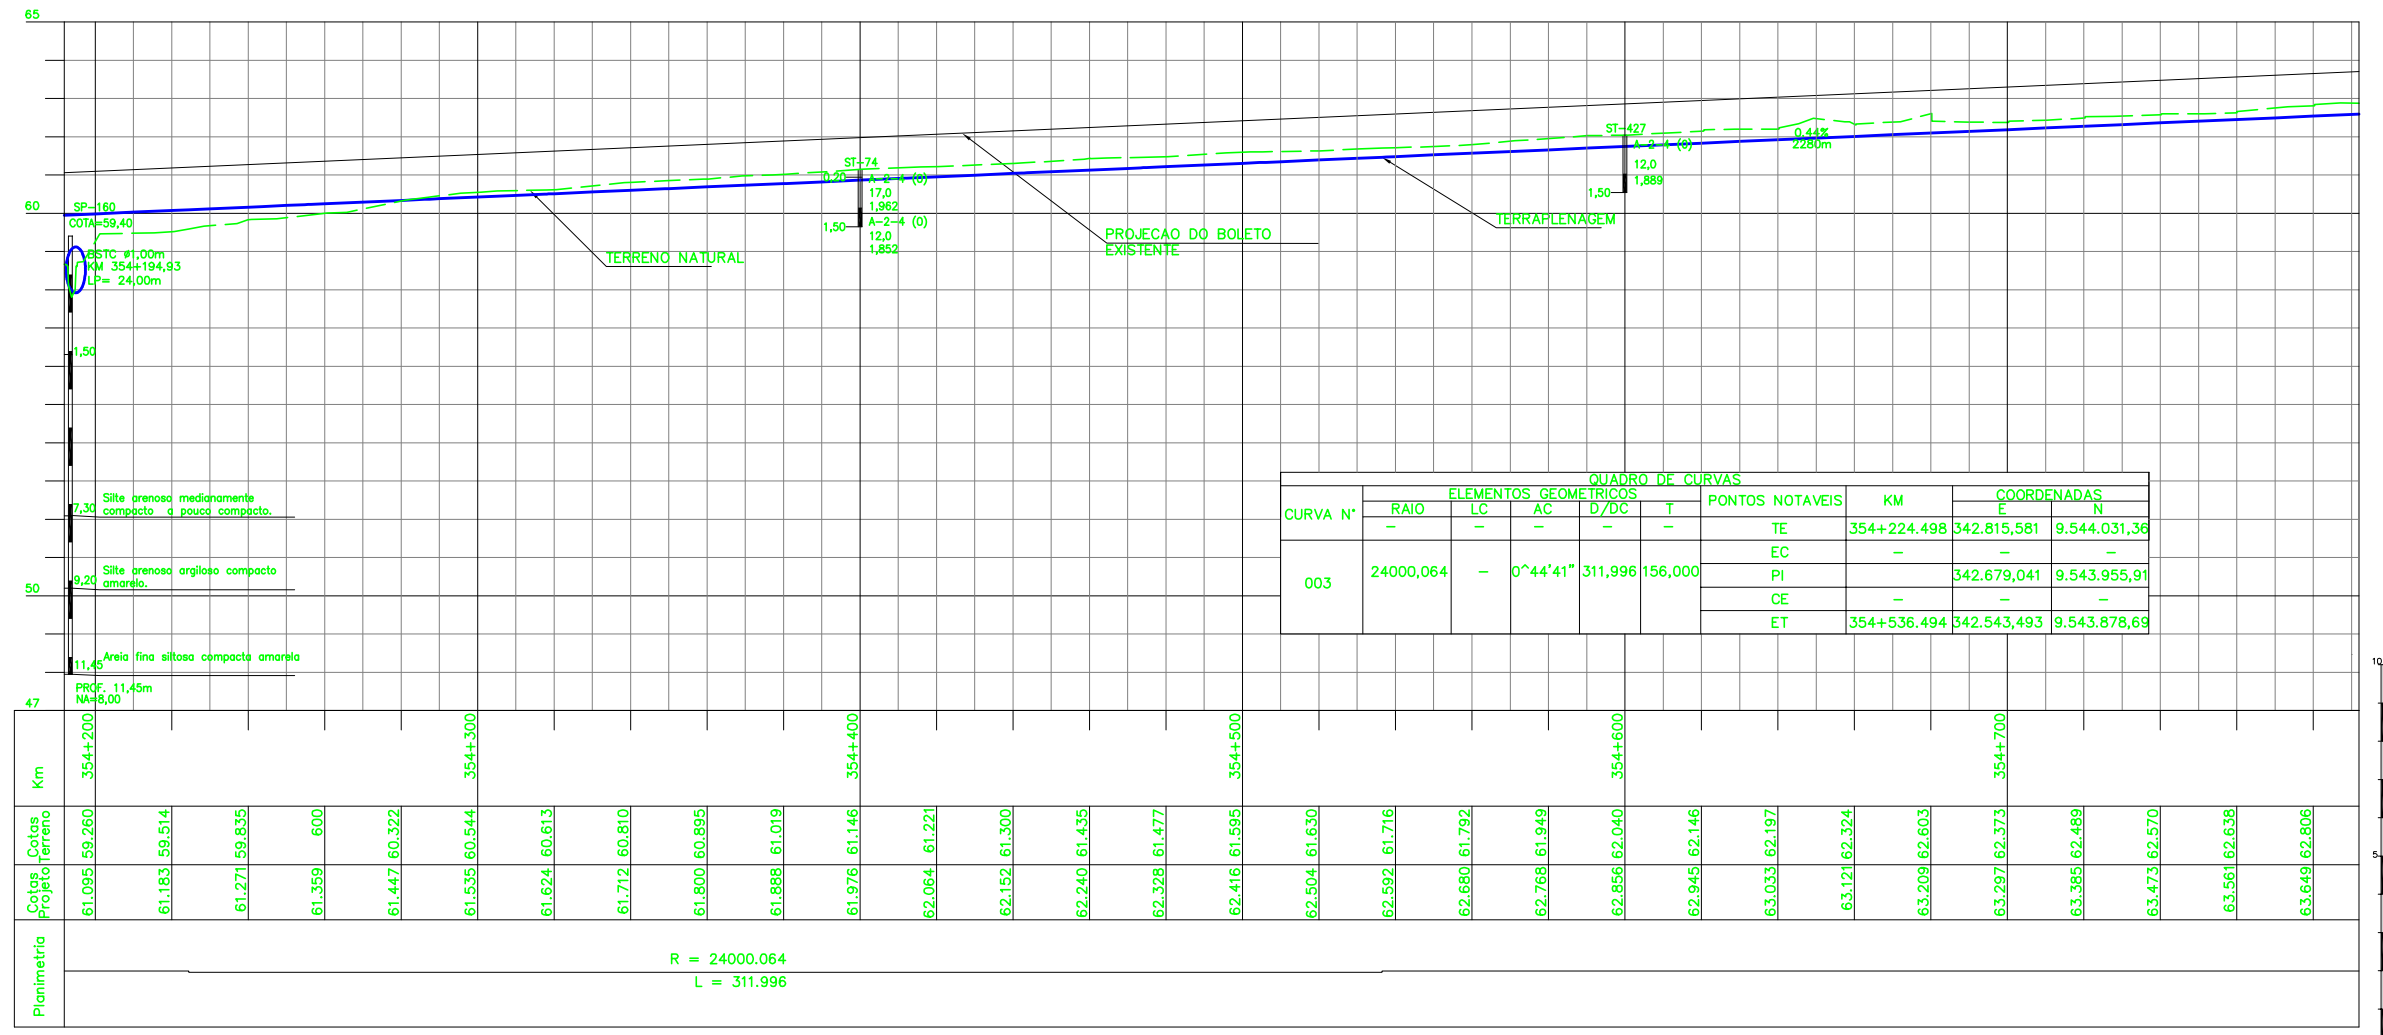 65
60
50
47
SP-160
COTA=59,40
BSTC ø1,00m
KM 354+194,93
LP= 24,00m
1,50
7,30
Silte arenoso medianamente
compacto a pouco compacto.
9,20
Silte arenoso argiloso compacto
amarelo.
11,45
Areia fina siltosa compacta amarela
PROF. 11,45m
NA=8,00
TERRENO NATURAL
ST-74
0,20
A-2-4 (0)
17,0
1,962
1,50
A-2-4 (0)
12,0
1,852
PROJECAO DO BOLETO
EXISTENTE
TERRAPLENAGEM
ST-427
A-2-4 (0)
12,0
1,889
1,50
0.44%
2280m
QUADRO DE CURVAS
CURVA N°
ELEMENTOS GEOMETRICOS
PONTOS NOTAVEIS
KM
COORDENADAS
RAIO LC AC D/DC T
E N
- - - - -
TE 354+224.498 342.815,581 9.544.031,36
EC - - -
003 24000,064 - 0^44'41" 311,996 156,000
PI 342.679,041 9.543.955,91
CE - - -
ET 354+536.494 342.543,493 9.543.878,69
10
5
Km
354+200 354+300 354+400 354+500 354+600 354+700
Cotas
Terreno
59.260 59.514 59.835 600 60.322 60.544 60.613 60.810 60.895 61.019 61.146 61.221 61.300 61.435 61.477 61.595 61.630 61.716 61.792 61.949 62.040 62.146 62.197 62.324 62.603 62.373 62.489 62.570 62.638 62.806
Cotas
Projeto
61.095 61.183 61.271 61.359 61.447 61.535 61.624 61.712 61.800 61.888 61.976 62.064 62.152 62.240 62.328 62.416 62.504 62.592 62.680 62.768 62.856 62.945 63.033 63.121 63.209 63.297 63.385 63.473 63.561 63.649
Planimetria
R = 24000.064
L = 311.996